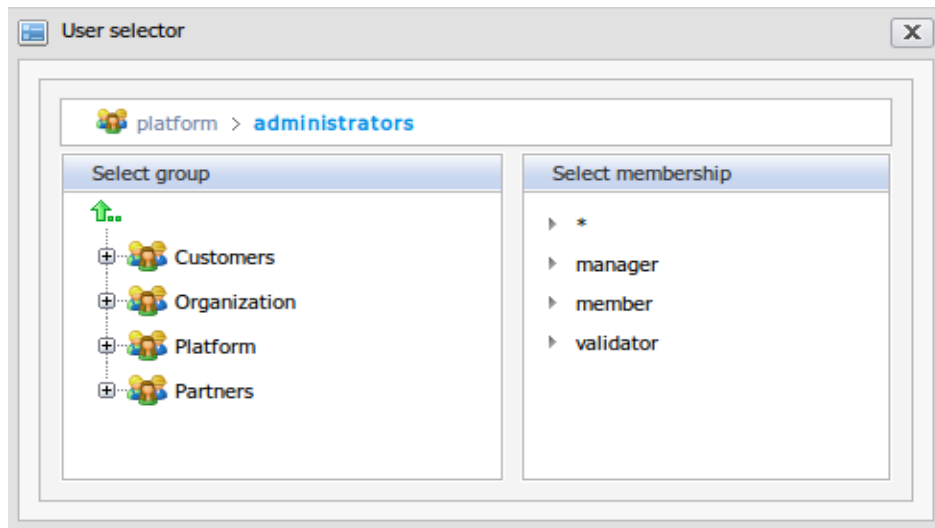 User selector
platform > administrators
Select group
..
Customers
Organization
Platform
Partners
Select membership
*
manager
member
validator